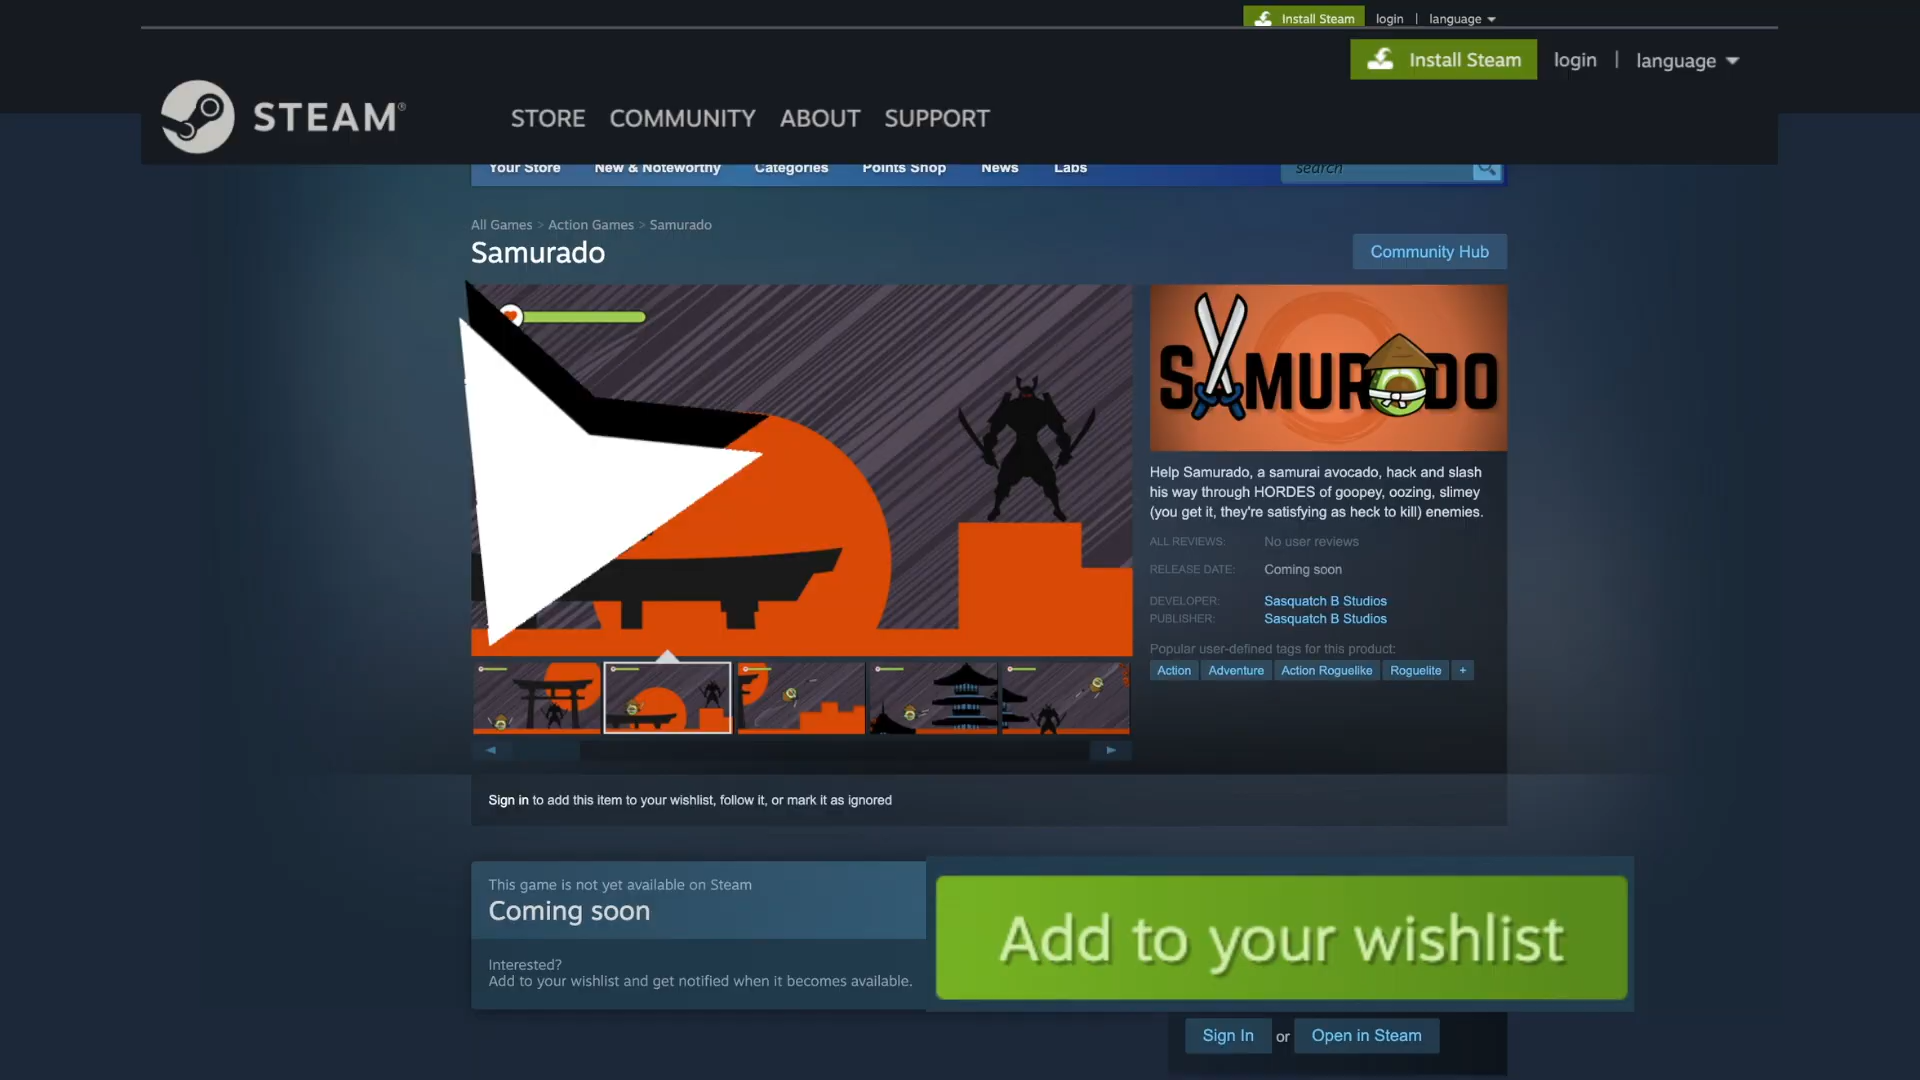 Install Steam login | language
Install Steam login | language
STEAM®
STORE COMMUNITY ABOUT SUPPORT
Your Store New & Noteworthy Categories Points Shop News Labs search
All Games > Action Games > Samurado
Samurado
Community Hub
SAMURADO
Help Samurado, a samurai avocado, hack and slash
his way through HORDES of goopey, oozing, slimey
(you get it, they're satisfying as heck to kill) enemies.
ALL REVIEWS: No user reviews
RELEASE DATE: Coming soon
DEVELOPER: Sasquatch B Studios
PUBLISHER: Sasquatch B Studios
Popular user-defined tags for this product:
Action Adventure Action Roguelike Roguelite +
Sign in to add this item to your wishlist, follow it, or mark it as ignored
This game is not yet available on Steam
Coming soon
Interested?
Add to your wishlist and get notified when it becomes available.
Add to your wishlist
Sign In or Open in Steam